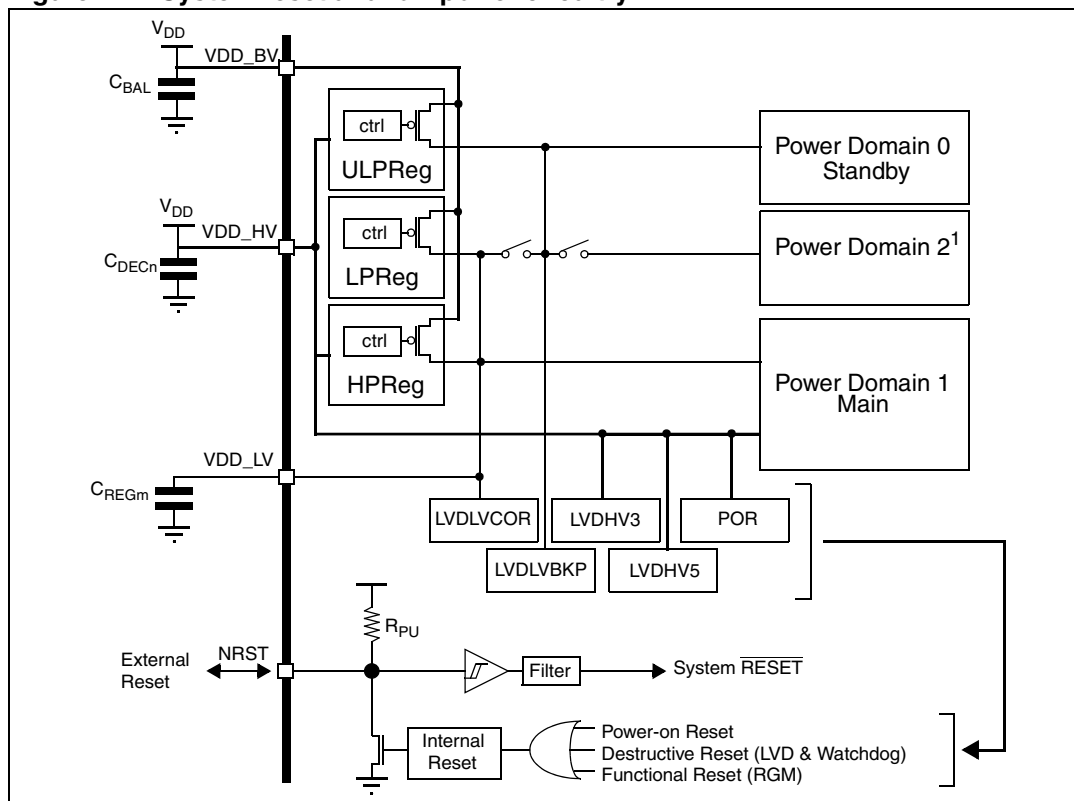 V_DD
VDD_BV
C_BAL
ctrl
ULPReg
Power Domain 0
Standby
V_DD
VDD_HV
C_DECn
ctrl
LPReg
Power Domain 2^1
ctrl
HPReg
Power Domain 1
Main
VDD_LV
C_REGm
LVDLVCOR
LVDHV3
POR
LVDLVBKP
LVDHV5
R_PU
External
Reset
NRST
Filter
System RESET
Internal
Reset
Power-on Reset
Destructive Reset (LVD & Watchdog)
Functional Reset (RGM)